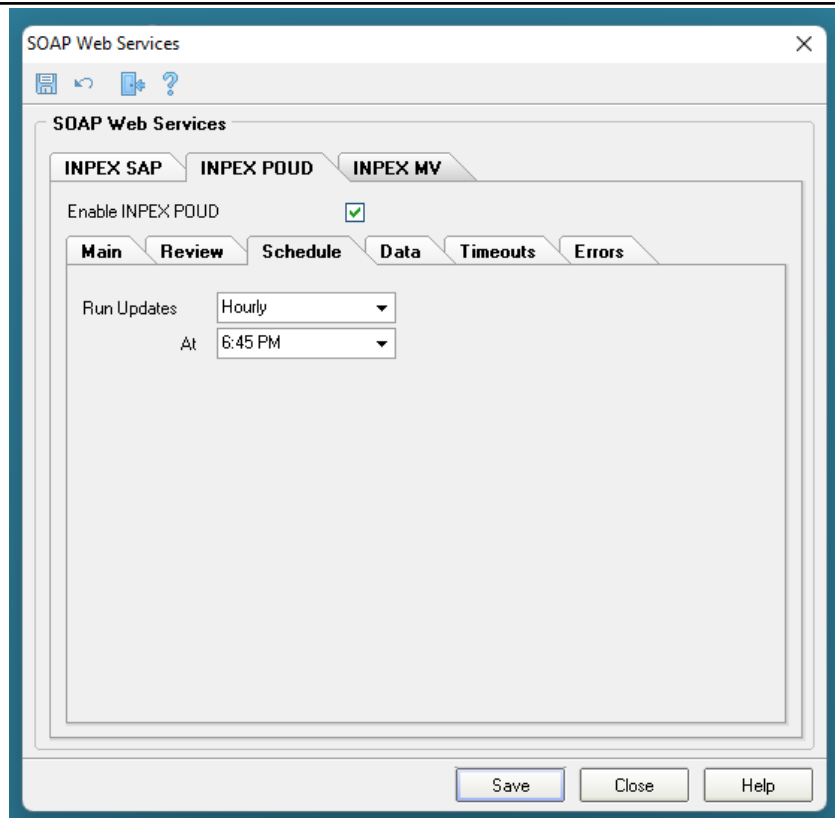 SOAP Web Services
SOAP Web Services
INPEX SAP INPEX POUD INPEX MV
Enable INPEX POUD
Main Review Schedule Data Timeouts Errors
Run Updates Hourly
At 6:45 PM
Save Close Help